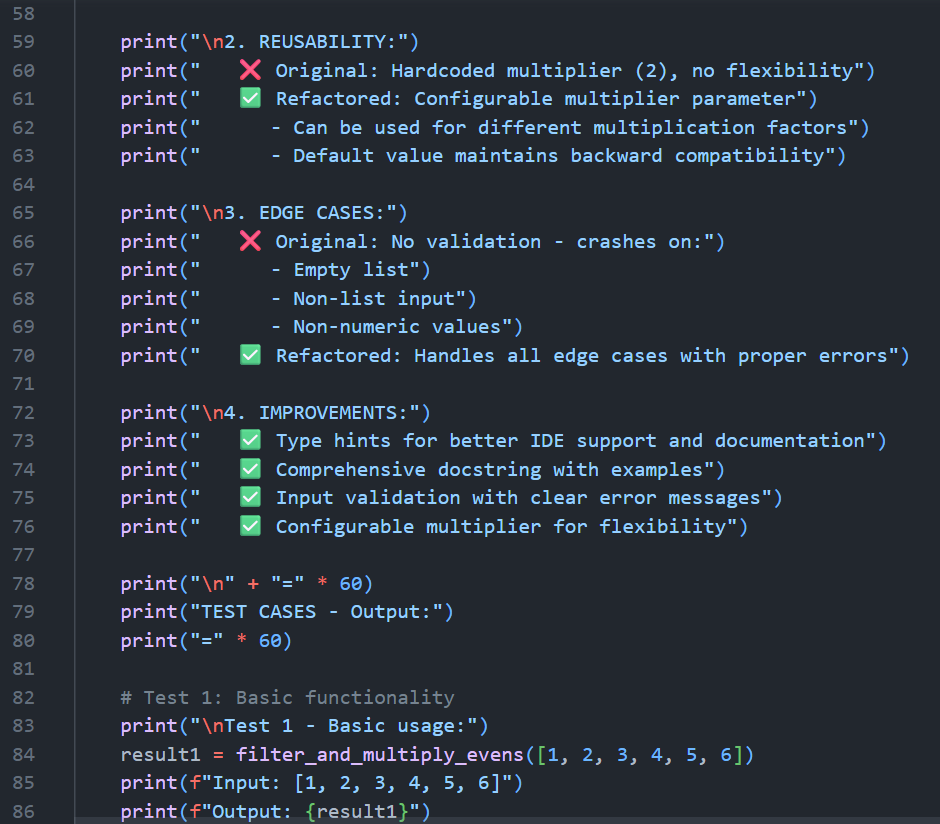 58
59 print("\n2. REUSABILITY:")
60 print("   ❌ Original: Hardcoded multiplier (2), no flexibility")
61 print("   ✅ Refactored: Configurable multiplier parameter")
62 print("      - Can be used for different multiplication factors")
63 print("      - Default value maintains backward compatibility")
64
65 print("\n3. EDGE CASES:")
66 print("   ❌ Original: No validation - crashes on:")
67 print("      - Empty list")
68 print("      - Non-list input")
69 print("      - Non-numeric values")
70 print("   ✅ Refactored: Handles all edge cases with proper errors")
71
72 print("\n4. IMPROVEMENTS:")
73 print("   ✅ Type hints for better IDE support and documentation")
74 print("   ✅ Comprehensive docstring with examples")
75 print("   ✅ Input validation with clear error messages")
76 print("   ✅ Configurable multiplier for flexibility")
77
78 print("\n" + "=" * 60)
79 print("TEST CASES - Output:")
80 print("=" * 60)
81
82 # Test 1: Basic functionality
83 print("\nTest 1 - Basic usage:")
84 result1 = filter_and_multiply_evens([1, 2, 3, 4, 5, 6])
85 print(f"Input: [1, 2, 3, 4, 5, 6]")
86 print(f"Output: {result1}")